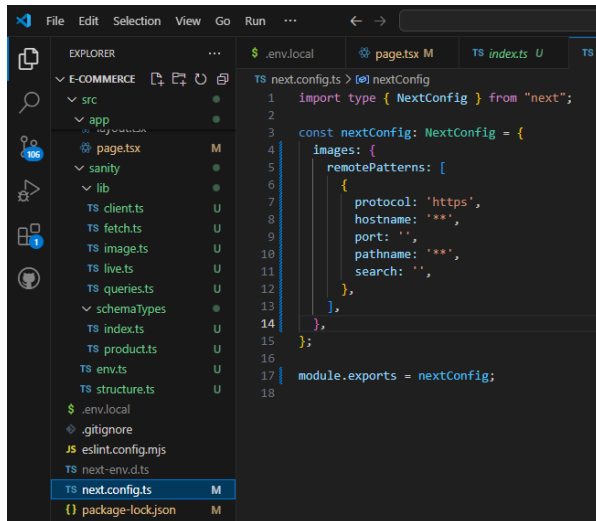 File Edit Selection View Go Run ...
EXPLORER ...
$ .env.local page.tsx M TS index.ts U TS
E-COMMERCE
TS next.config.ts > nextConfig
src
app
page.tsx M
sanity
lib
TS client.ts U
TS fetch.ts U
TS image.ts U
TS live.ts U
TS queries.ts U
schemaTypes
TS index.ts U
TS product.ts U
TS env.ts U
TS structure.ts U
$ .env.local
.gitignore
JS eslint.config.mjs
TS next-env.d.ts
TS next.config.ts M
{} package-lock.json M
106
1
1 import type { NextConfig } from "next";
2
3 const nextConfig: NextConfig = {
4 images: {
5 remotePatterns: [
6 {
7 protocol: 'https',
8 hostname: '**',
9 port: '',
10 pathname: '**',
11 search: '',
12 },
13 ],
14 },
15 };
16
17 module.exports = nextConfig;
18